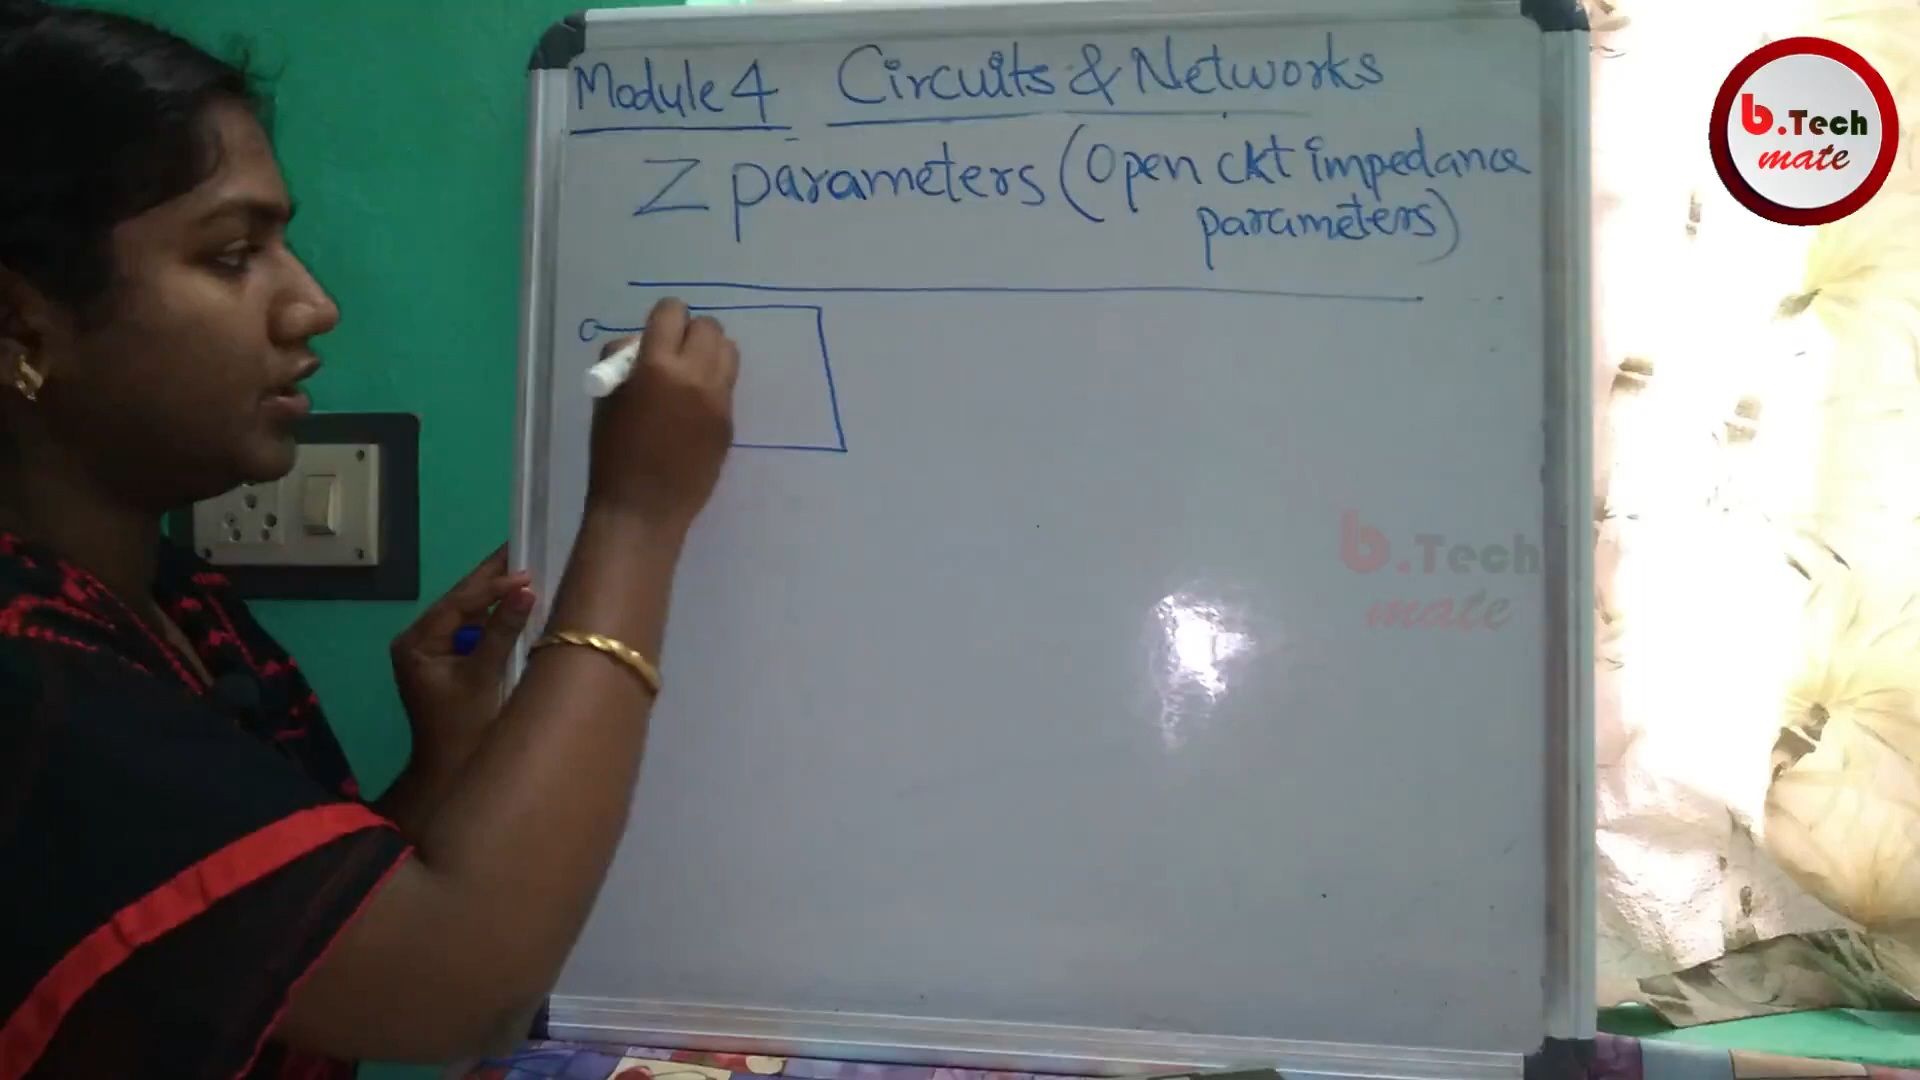 Module 4 Circuits & Networks
Z parameters (Open ckt impedance
parameters)
b.Tech
mate
b.Tech
mate